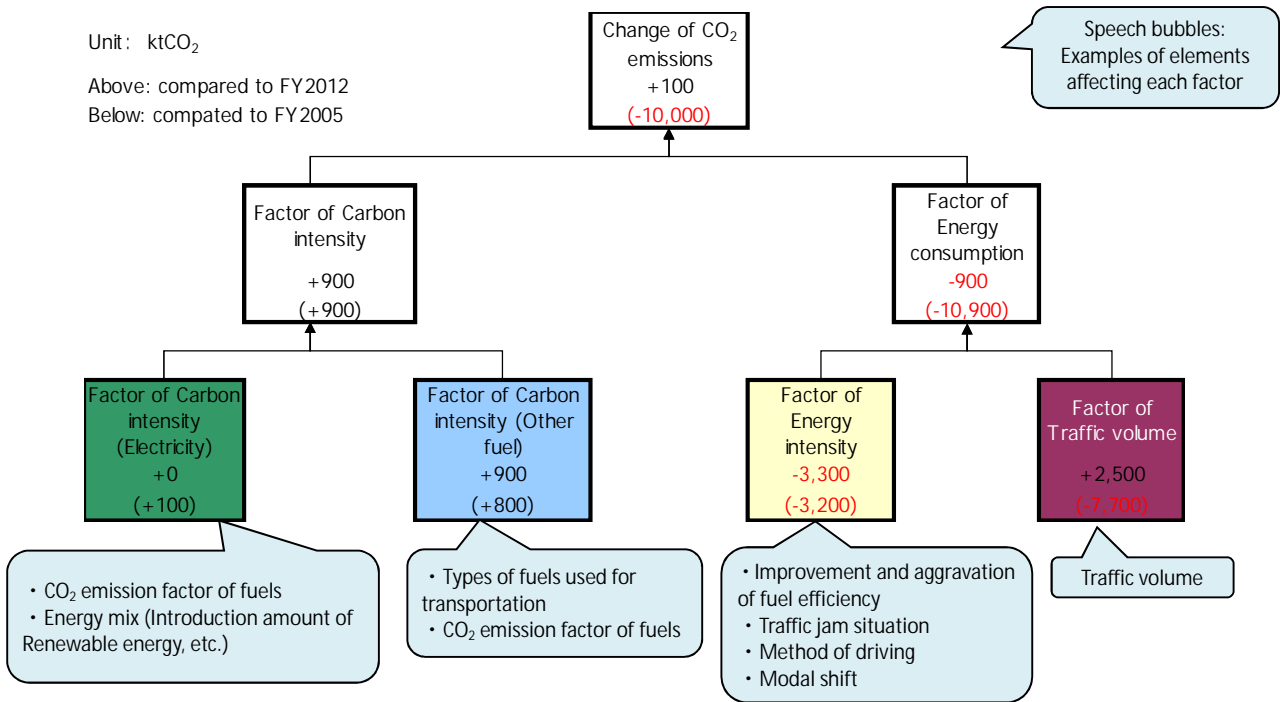 Unit: ktCO₂
Above: compared to FY2012
Below: compated to FY2005
Change of CO₂
emissions
+100
(-10,000)
Speech bubbles:
Examples of elements
affecting each factor
Factor of Carbon
intensity
+900
(+900)
Factor of
Energy
consumption
-900
(-10,900)
Factor of Carbon
intensity
(Electricity)
+0
(+100)
Factor of Carbon
intensity (Other
fuel)
+900
(+800)
Factor of
Energy
intensity
-3,300
(-3,200)
Factor of
Traffic volume
+2,500
(-7,700)
・CO₂ emission factor of fuels
・Energy mix (Introduction amount of
Renewable energy, etc.)
・Types of fuels used for
transportation
・CO₂ emission factor of fuels
・Improvement and aggravation
of fuel efficiency
・Traffic jam situation
・Method of driving
・Modal shift
Traffic volume